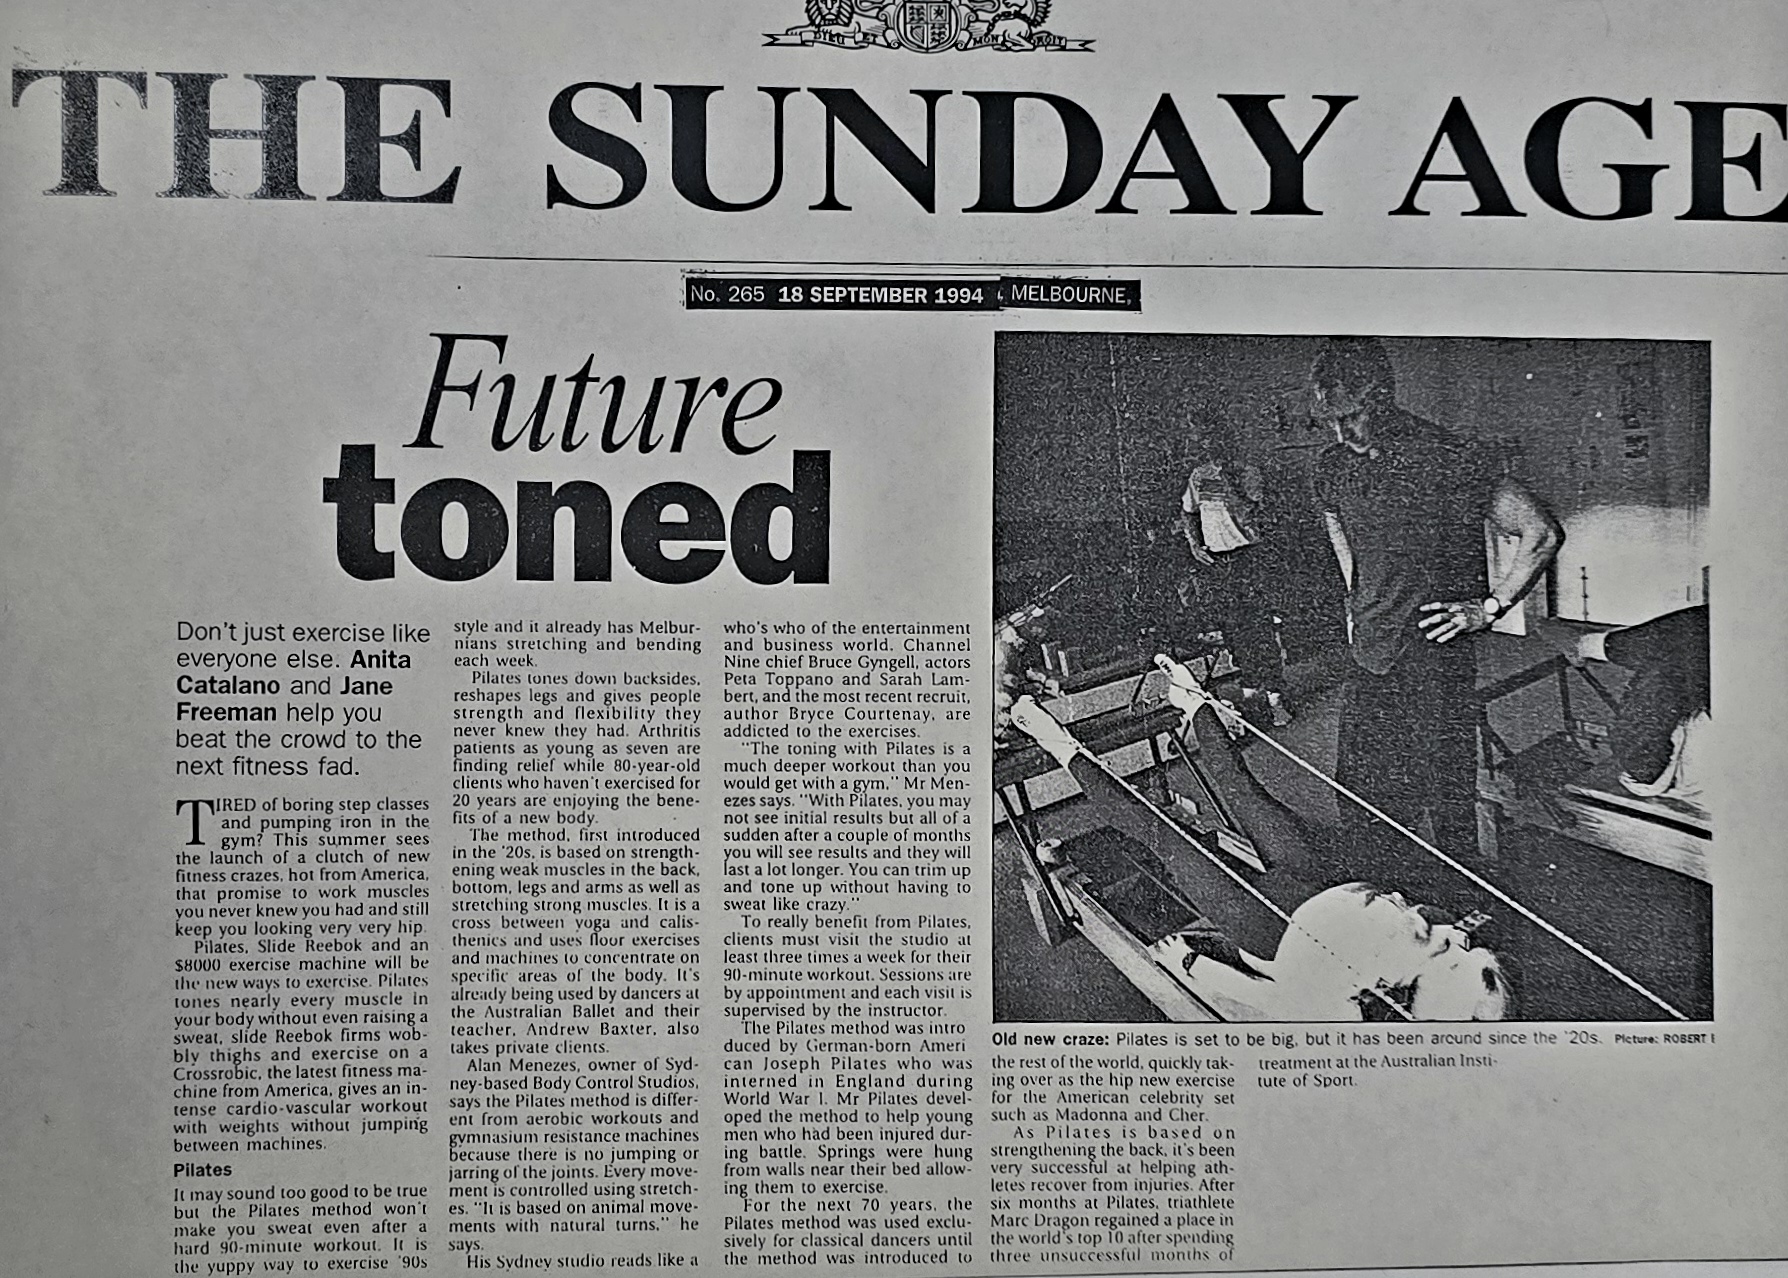 DIEU ET MON DROIT
THE SUNDAY AGE
No. 265 18 SEPTEMBER 1994 MELBOURNE,
Future
toned
Don't just exercise like
everyone else. Anita
Catalano and Jane
Freeman help you
beat the crowd to the
next fitness fad.
TIRED of boring step classes
and pumping iron in the
gym? This summer sees
the launch of a clutch of new
fitness crazes, hot from America,
that promise to work muscles
you never knew you had and still
keep you looking very very hip.
Pilates, Slide Reebok and an
$8000 exercise machine will be
the new ways to exercise. Pilates
tones nearly every muscle in
your body without even raising a
sweat, slide Reebok firms wob-
bly thighs and exercise on a
Crossrobic, the latest fitness ma-
chine from America, gives an in-
tense cardio-vascular workout
with weights without jumping
between machines.
Pilates
It may sound too good to be true
but the Pilates method won't
make you sweat even after a
hard 90-minute workout. It is
the yuppy way to exercise '90s
style and it already has Melbur-
nians stretching and bending
each week.
Pilates tones down backsides,
reshapes legs and gives people
strength and flexibility they
never knew they had. Arthritis
patients as young as seven are
finding relief while 80-year-old
clients who haven't exercised for
20 years are enjoying the bene-
fits of a new body.
The method, first introduced
in the '20s, is based on strength-
ening weak muscles in the back,
bottom, legs and arms as well as
stretching strong muscles. It is a
cross between yoga and calis-
thenics and uses floor exercises
and machines to concentrate on
specific areas of the body. It's
already being used by dancers at
the Australian Ballet and their
teacher, Andrew Baxter, also
takes private clients.
Alan Menezes, owner of Syd-
ney-based Body Control Studios,
says the Pilates method is differ-
ent from aerobic workouts and
gymnasium resistance machines
because there is no jumping or
jarring of the joints. Every move-
ment is controlled using stretch-
es. "It is based on animal move-
ments with natural turns," he
says.
His Sydney studio reads like a
who's who of the entertainment
and business world. Channel
Nine chief Bruce Gyngell, actors
Peta Toppano and Sarah Lam-
bert, and the most recent recruit,
author Bryce Courtenay, are
addicted to the exercises.
"The toning with Pilates is a
much deeper workout than you
would get with a gym," Mr Men-
ezes says. "With Pilates, you may
not see initial results but all of a
sudden after a couple of months
you will see results and they will
last a lot longer. You can trim up
and tone up without having to
sweat like crazy."
To really benefit from Pilates,
clients must visit the studio at
least three times a week for their
90-minute workout. Sessions are
by appointment and each visit is
supervised by the instructor.
The Pilates method was intro
duced by German-born Ameri
can Joseph Pilates who was
interned in England during
World War I. Mr Pilates devel-
oped the method to help young
men who had been injured dur-
ing battle. Springs were hung
from walls near their bed allow-
ing them to exercise.
For the next 70 years, the
Pilates method was used exclu-
sively for classical dancers until
the method was introduced to
Old new craze: Pilates is set to be big, but it has been around since the '20s. Picture: ROBERT
the rest of the world, quickly tak-
ing over as the hip new exercise
for the American celebrity set
such as Madonna and Cher.
As Pilates is based on
strengthening the back, it's been
very successful at helping ath-
letes recover from injuries. After
six months at Pilates, triathlete
Marc Dragon regained a place in
the world's top 10 after spending
three unsuccessful months of
treatment at the Australian Insti-
tute of Sport.